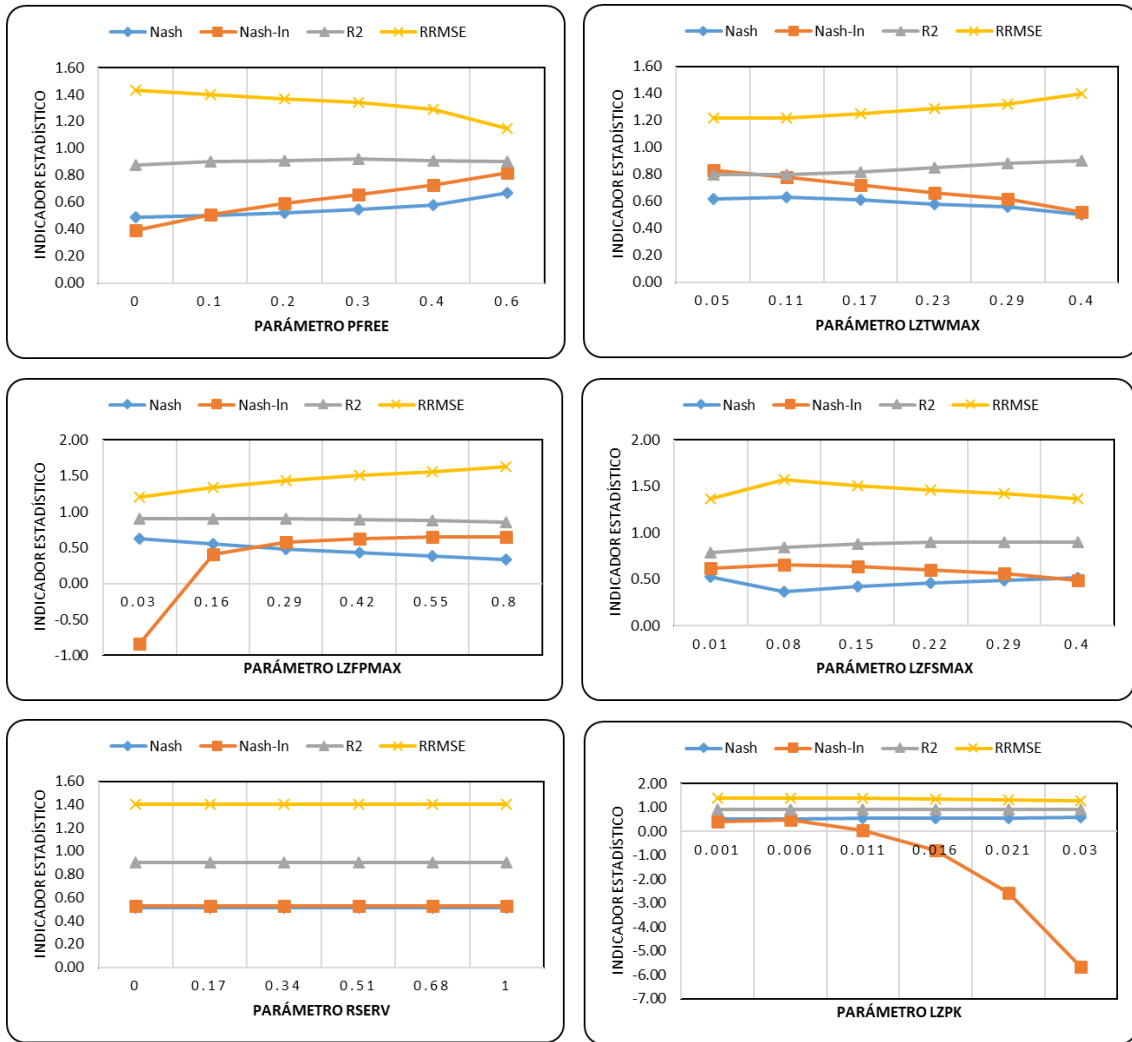 Nash Nash-ln R2 RRMSE
1.60
1.40
1.20
1.00
0.80
0.60
0.40
0.20
0.00
INDICADOR ESTADÍSTICO
0 0.1 0.2 0.3 0.4 0.6
PARÁMETRO PFREE
Nash Nash-ln R2 RRMSE
1.60
1.40
1.20
1.00
0.80
0.60
0.40
0.20
0.00
INDICADOR ESTADÍSTICO
0.05 0.11 0.17 0.23 0.29 0.4
PARÁMETRO LZTWMAX
Nash Nash-ln R2 RRMSE
2.00
1.50
1.00
0.50
0.00
-0.50
-1.00
INDICADOR ESTADÍSTICO
0.03 0.16 0.29 0.42 0.55 0.8
PARÁMETRO LZFPMAX
Nash Nash-ln R2 RRMSE
2.00
1.50
1.00
0.50
0.00
INDICADOR ESTADÍSTICO
0.01 0.08 0.15 0.22 0.29 0.4
PARÁMETRO LZFSMAX
Nash Nash-ln R2 RRMSE
1.60
1.40
1.20
1.00
0.80
0.60
0.40
0.20
0.00
INDICADOR ESTADÍSTICO
0 0.17 0.34 0.51 0.68 1
PARÁMETRO RSERV
Nash Nash-ln R2 RRMSE
2.00
1.00
0.00
-1.00
-2.00
-3.00
-4.00
-5.00
-6.00
-7.00
INDICADOR ESTADÍSTICO
0.001 0.006 0.011 0.016 0.021 0.03
PARÁMETRO LZPK